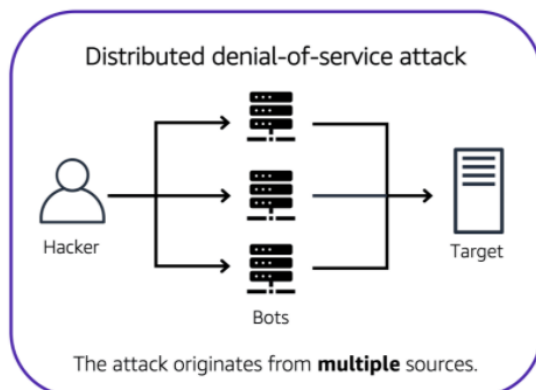 Distributed denial-of-service attack
Hacker
Bots
Target
The attack originates from multiple sources.